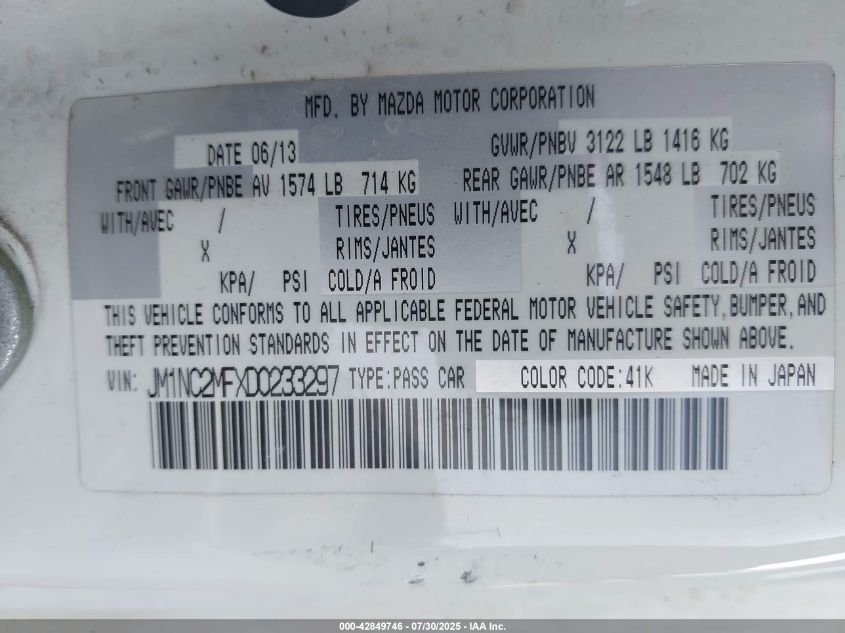 MFD. BY MAZDA MOTOR CORPORATION
DATE 06/13 GVWR/PNBV 3122 LB 1416 KG
FRONT GAWR/PNBE AV 1574 LB 714 KG REAR GAWR/PNBE AR 1548 LB 702 KG
WITH/AVEC / TIRES/PNEUS WITH/AVEC / TIRES/PNEUS
X RIMS/JANTES X RIMS/JANTES
KPA/ PSI COLD/A FROID KPA/ PSI COLD/A FROID
THIS VEHICLE CONFORMS TO ALL APPLICABLE FEDERAL MOTOR VEHICLE SAFETY, BUMPER, AND
THEFT PREVENTION STANDARDS IN EFFECT ON THE DATE OF MANUFACTURE SHOWN ABOVE.
VIN: JM1NC2MFXD0233297 TYPE:PASS CAR COLOR CODE:41K MADE IN JAPAN
000-42849746 - 07/30/2025 - IAA Inc.